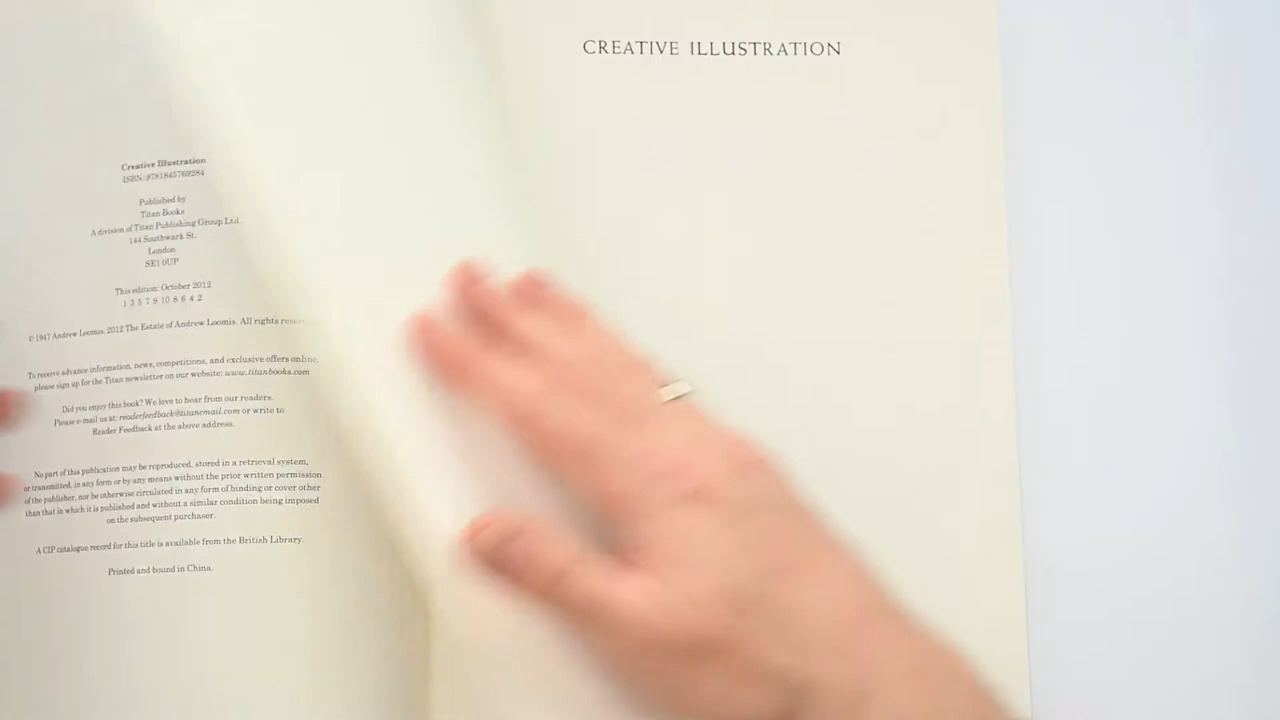 Creative Illustration
ISBN: 9781845769284
Published by
Titan Books
A division of Titan Publishing Group Ltd.
144 Southwark St.
London
SE1 0UP
This edition: October 2012
1 3 5 7 9 10 8 6 4 2
© 1947 Andrew Loomis, 2012 The Estate of Andrew Loomis. All rights
To receive advance information, news, competitions, and exclusive offers online,
please sign up for the Titan newsletter on our website: www.titanbooks.com
Did you enjoy this book? We love to hear from our readers.
Please e-mail us at: readerfeedback@titanemail.com or write to
Reader Feedback at the above address.
No part of this publication may be reproduced, stored in a retrieval system,
or transmitted, in any form or by any means without the prior written permission
of the publisher, nor be otherwise circulated in any form of binding or cover other
than that in which it is published and without a similar condition being imposed
on the subsequent purchaser.
A CIP catalogue record for this title is available from the British Library.
Printed and bound in China.
CREATIVE ILLUSTRATION